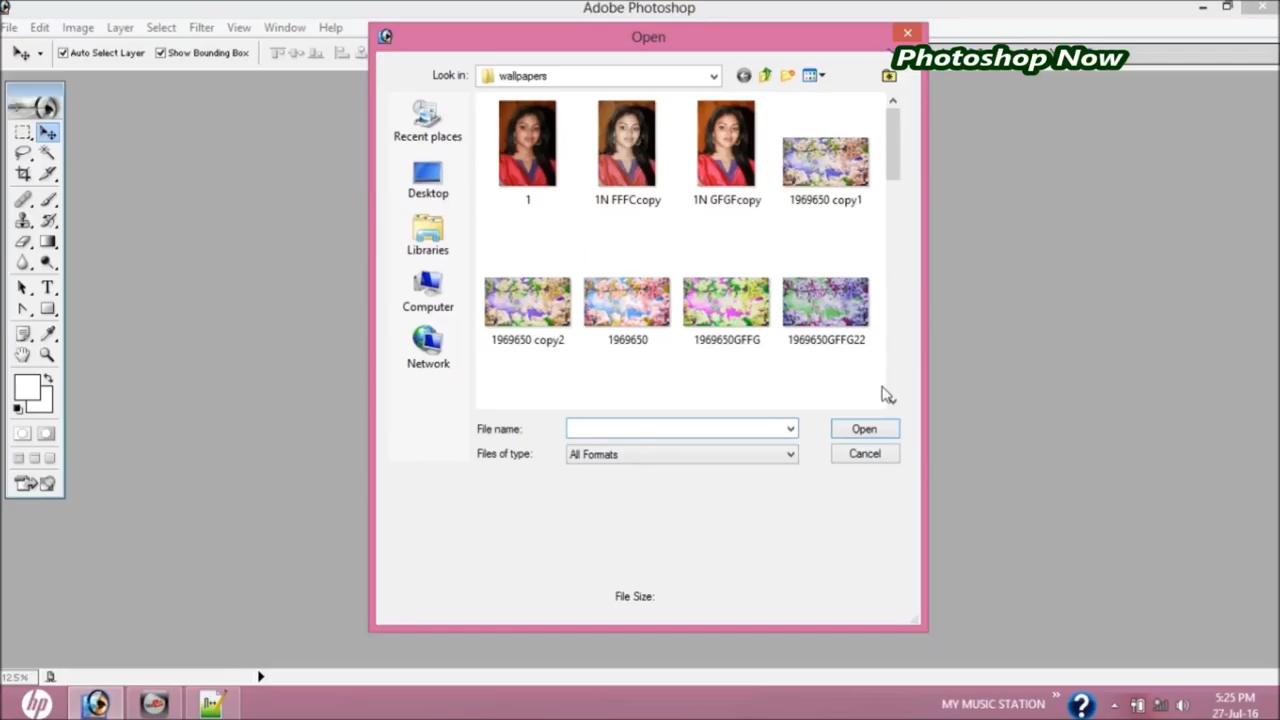 Adobe Photoshop
File Edit Image Layer Select Filter View Window Help
Auto Select Layer Show Bounding Box
Open
Photoshop Now
Look in: wallpapers
Recent places
Desktop
Libraries
Computer
Network
1 1N FFFCcopy 1N GFGFcopy 1969650 copy1
1969650 copy2 1969650 1969650GFFG 1969650GFFG22
File name: Open
Files of type: All Formats Cancel
File Size:
12.5%
hp MY MUSIC STATION » ? 5:25 PM
27-Jul-16